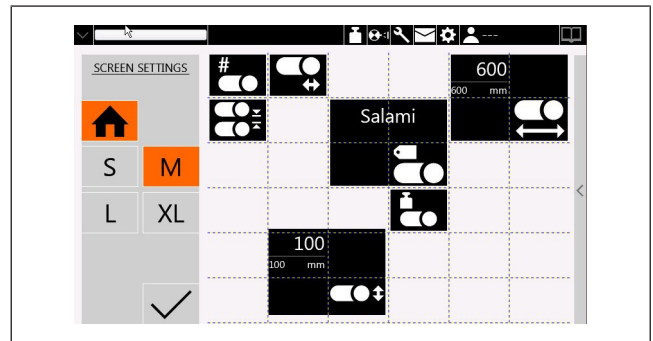 ---
SCREEN SETTINGS
#
600
600 mm
Salami
S M
L XL
100
100 mm